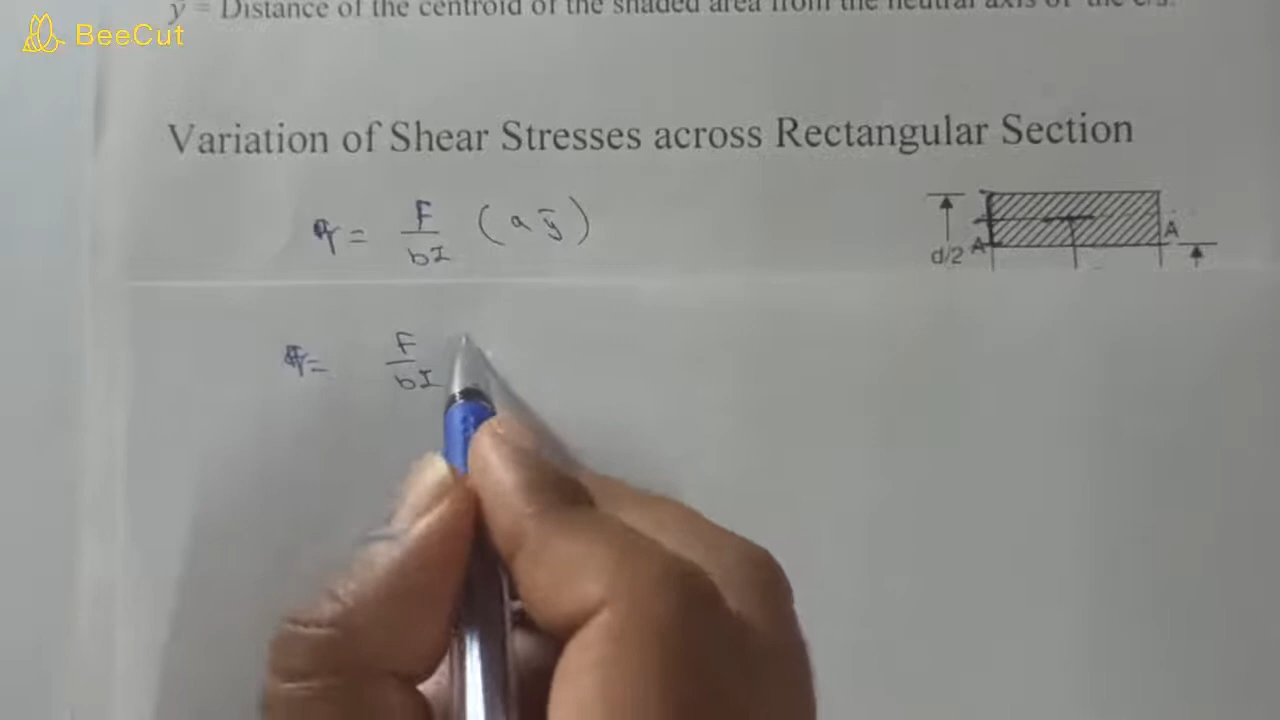 ȳ = Distance of the centroid of the shaded area from the neutral axis of the c/s.
BeeCut
Variation of Shear Stresses across Rectangular Section
q = F/bI (a ȳ)
d/2 A A
q = F/bI